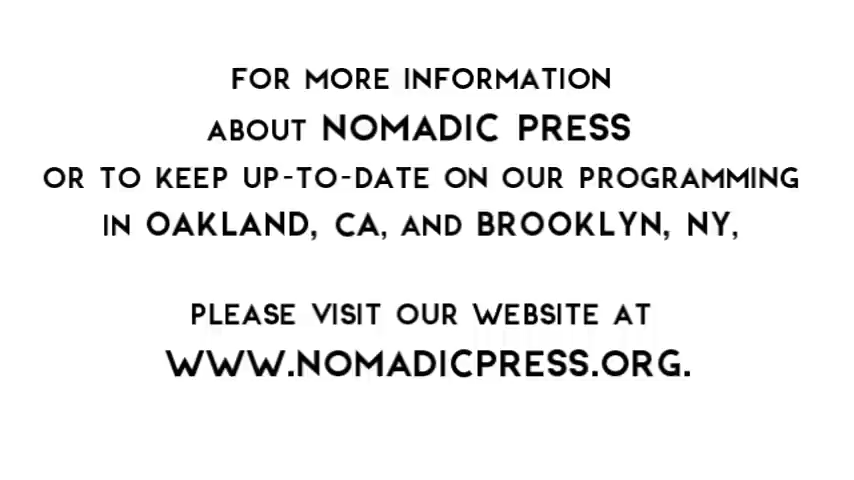 FOR MORE INFORMATION
ABOUT NOMADIC PRESS
OR TO KEEP UP-TO-DATE ON OUR PROGRAMMING
IN OAKLAND, CA, AND BROOKLYN, NY,
PLEASE VISIT OUR WEBSITE AT
WWW.NOMADICPRESS.ORG.